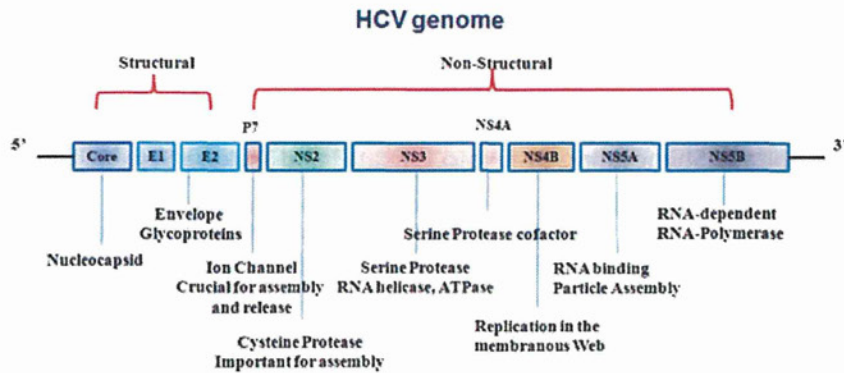 HCV genome
Structural
Non-Structural
P7
NS4A
5’
Core
E1
E2
NS2
NS3
NS4B
NS5A
NS5B
3’
Envelope
Glycoproteins
RNA-dependent
RNA-Polymerase
Serine Protease cofactor
Nucleocapsid
Ion Channel
Crucial for assembly
and release
Serine Protease
RNA helicase, ATPase
RNA binding
Particle Assembly
Replication in the
membranous Web
Cysteine Protease
Important for assembly